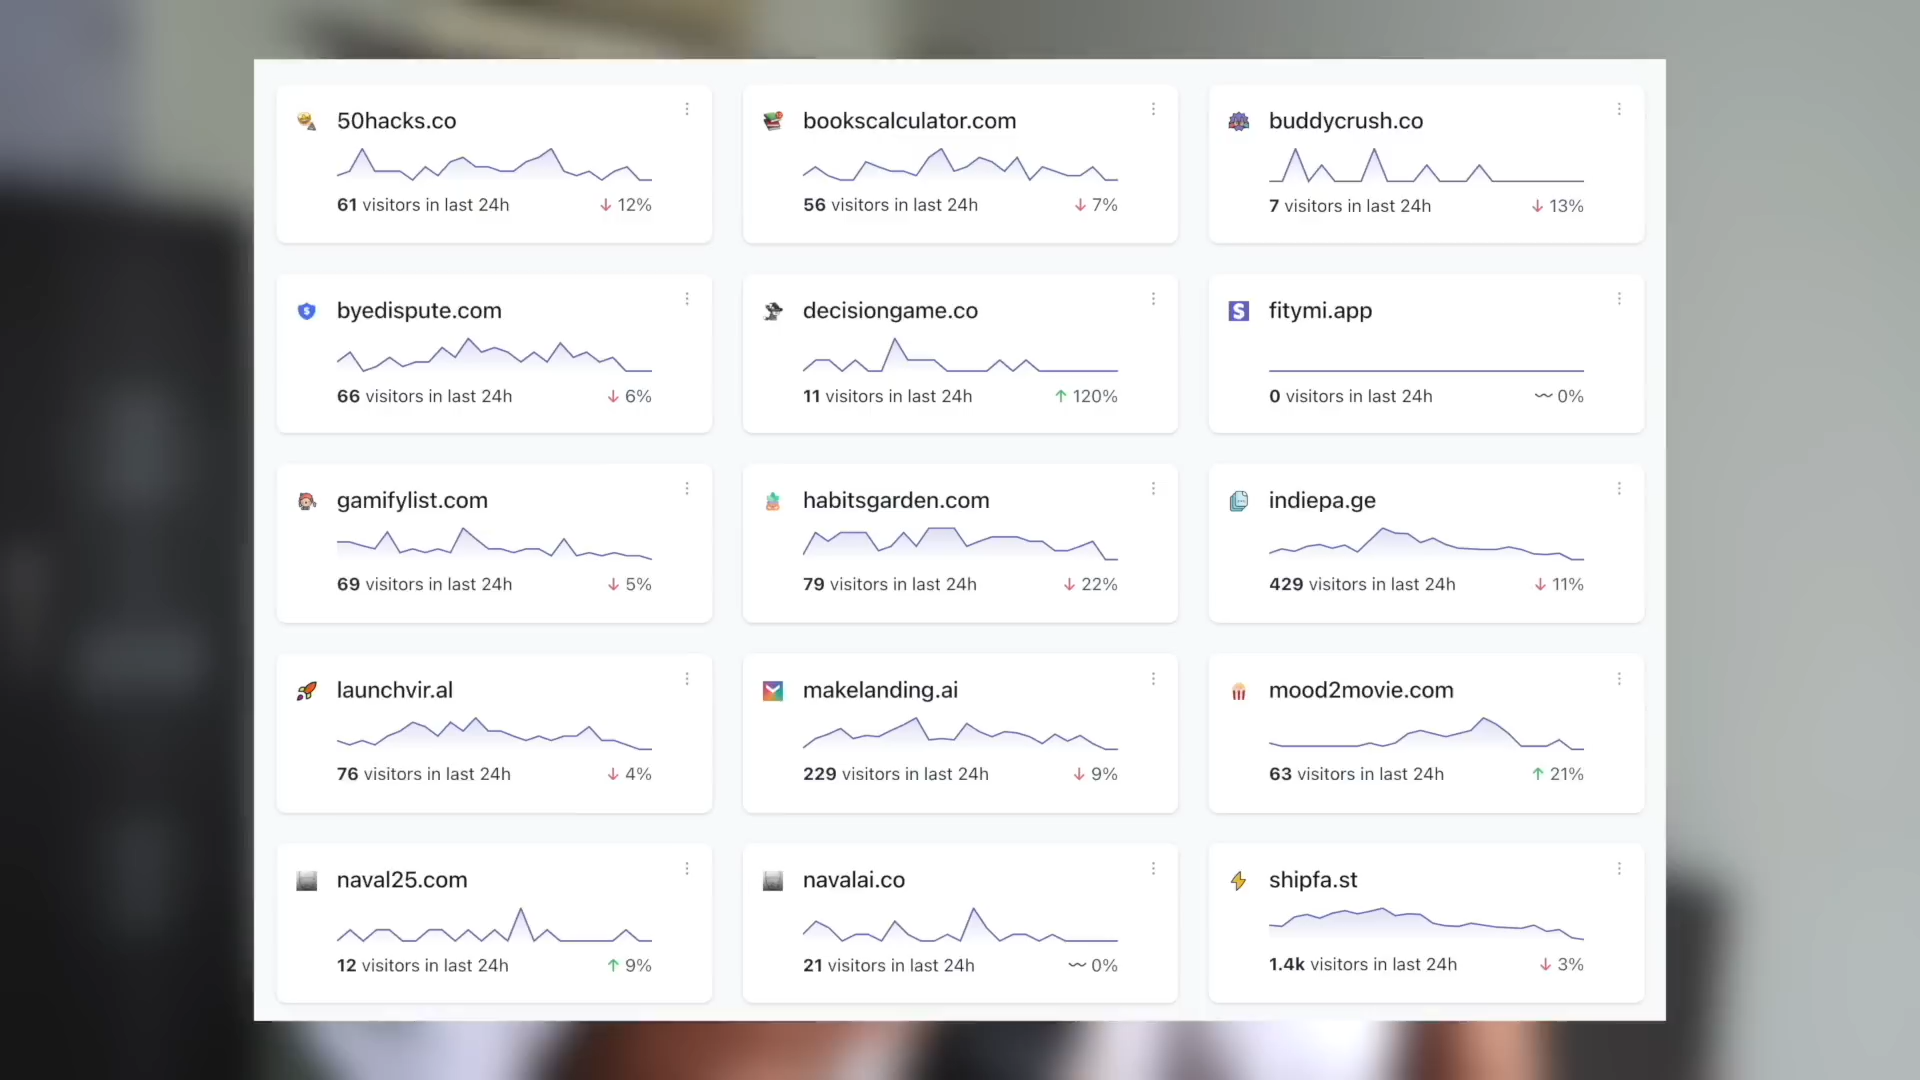 50hacks.co
61 visitors in last 24h
12%
bookscalculator.com
56 visitors in last 24h
7%
buddycrush.co
7 visitors in last 24h
13%
byedispute.com
66 visitors in last 24h
6%
decisiongame.co
11 visitors in last 24h
120%
fitymi.app
0 visitors in last 24h
0%
gamifylist.com
69 visitors in last 24h
5%
habitsgarden.com
79 visitors in last 24h
22%
indiepa.ge
429 visitors in last 24h
11%
launchvir.al
76 visitors in last 24h
4%
makelanding.ai
229 visitors in last 24h
9%
mood2movie.com
63 visitors in last 24h
21%
naval25.com
12 visitors in last 24h
9%
navalai.co
21 visitors in last 24h
0%
shipfa.st
1.4k visitors in last 24h
3%